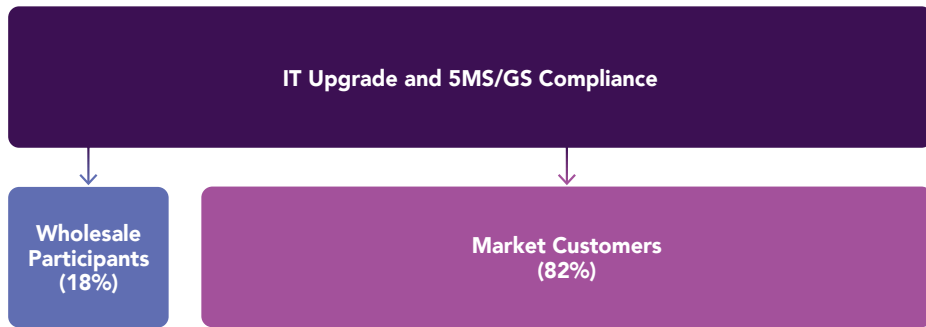 IT Upgrade and 5MS/GS Compliance
Wholesale
Participants
(18%)
Market Customers
(82%)